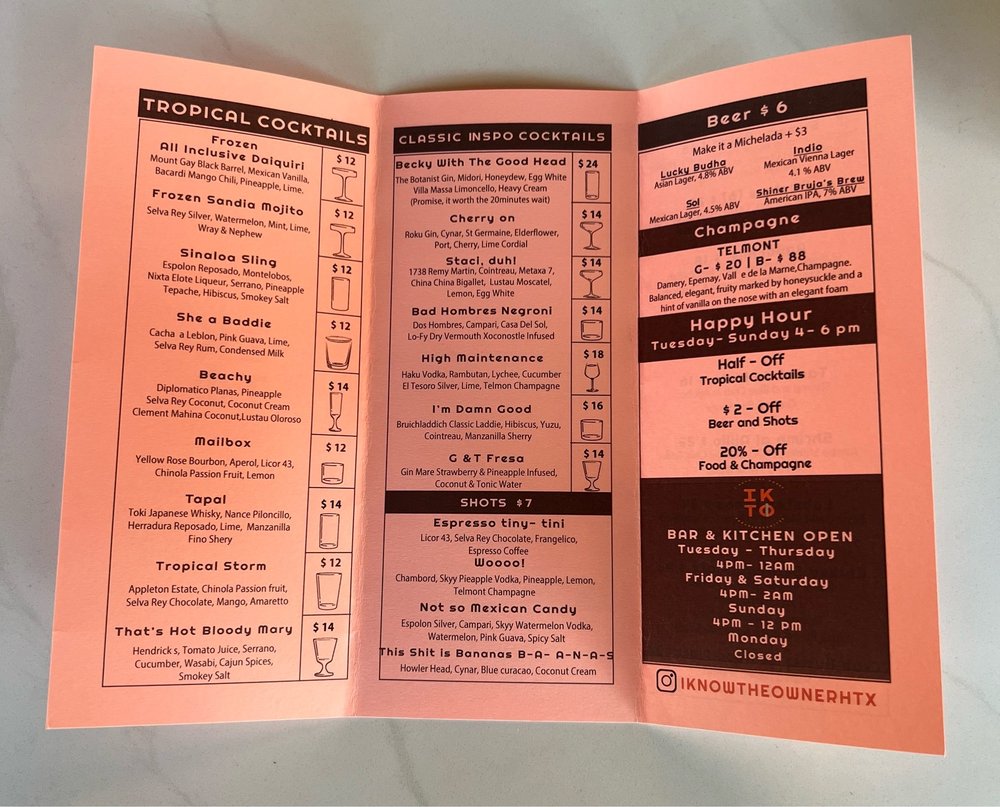 TROPICAL COCKTAILS
Frozen
All Inclusive Daiquiri
$ 12
Mount Gay Black Barrel, Mexican Vanilla,
Bacardi Mango Chili, Pineapple, Lime.
Frozen Sandia Mojito
$ 12
Selva Rey Silver, Watermelon, Mint, Lime,
Wray & Nephew
Sinaloa Sling
$ 12
Espolon Reposado, Montelobos,
Nixta Elote Liqueur, Serrano, Pineapple
Tepache, Hibiscus, Smokey Salt
She a Baddie
$ 12
Cacha a Leblon, Pink Guava, Lime,
Selva Rey Rum, Condensed Milk
Beachy
$ 14
Diplomatico Planas, Pineapple
Selva Rey Coconut, Coconut Cream
Clement Mahina Coconut,Lustau Oloroso
Mailbox
$ 12
Yellow Rose Bourbon, Aperol, Licor 43,
Chinola Passion Fruit, Lemon
Tapal
$ 14
Toki Japanese Whisky, Nance Piloncillo,
Herradura Reposado, Lime, Manzanilla
Fino Shery
Tropical Storm
$ 12
Appleton Estate, Chinola Passion fruit,
Selva Rey Chocolate, Mango, Amaretto
That's Hot Bloody Mary
$ 14
Hendrick s, Tomato Juice, Serrano,
Cucumber, Wasabi, Cajun Spices,
Smokey Salt
CLASSIC INSPO COCKTAILS
Becky With The Good Head
$ 24
The Botanist Gin, Midori, Honeydew, Egg White
Villa Massa Limoncello, Heavy Cream
(Promise, it worth the 20minutes wait)
Cherry on
$ 14
Roku Gin, Cynar, St Germaine, Elderflower,
Port, Cherry, Lime Cordial
Staci, duh!
$ 14
1738 Remy Martin, Cointreau, Metaxa 7,
China China Bigallet, Lustau Moscatel,
Lemon, Egg White
Bad Hombres Negroni
$ 14
Dos Hombres, Campari, Casa Del Sol,
Lo-Fy Dry Vermouth Xoconostle Infused
High Maintenance
$ 18
Haku Vodka, Rambutan, Lychee, Cucumber
El Tesoro Silver, Lime, Telmon Champagne
I'm Damn Good
$ 16
Bruichladdich Classic Laddie, Hibiscus, Yuzu,
Cointreau, Manzanilla Sherry
G & T Fresa
$ 14
Gin Mare Strawberry & Pineapple Infused,
Coconut & Tonic Water
SHOTS $7
Espresso tiny- tini
Licor 43, Selva Rey Chocolate, Frangelico,
Espresso Coffee
Woooo!
Chambord, Skyy Pieapple Vodka, Pineapple, Lemon,
Telmont Champagne
Not so Mexican Candy
Espolon Silver, Campari, Skyy Watermelon Vodka,
Watermelon, Pink Guava, Spicy Salt
This Shit is Bananas B-A- A-N-A-S
Howler Head, Cynar, Blue curacao, Coconut Cream
Beer $ 6
Make it a Michelada + $3
Lucky Budha
Asian Lager, 4.8% ABV
Indio
Mexican Vienna Lager
4.1 % ABV
Sol
Mexican Lager, 4.5% ABV
Shiner Bruja's Brew
American IPA, 7% ABV
Champagne
TELMONT
G- $ 20 | B- $ 88
Damery, Epernay, Vall e de la Marne,Champagne.
Balanced, elegant, fruity marked by honeysuckle and a
hint of vanilla on the nose with an elegant foam
Happy Hour
Tuesday- Sunday 4- 6 pm
Half - Off
Tropical Cocktails
$ 2 - Off
Beer and Shots
20% - Off
Food & Champagne
IK
TO
BAR & KITCHEN OPEN
Tuesday - Thursday
4PM- 12AM
Friday & Saturday
4PM- 2AM
Sunday
4PM - 12 PM
Monday
Closed
IKNOWTHEOWNERHTX